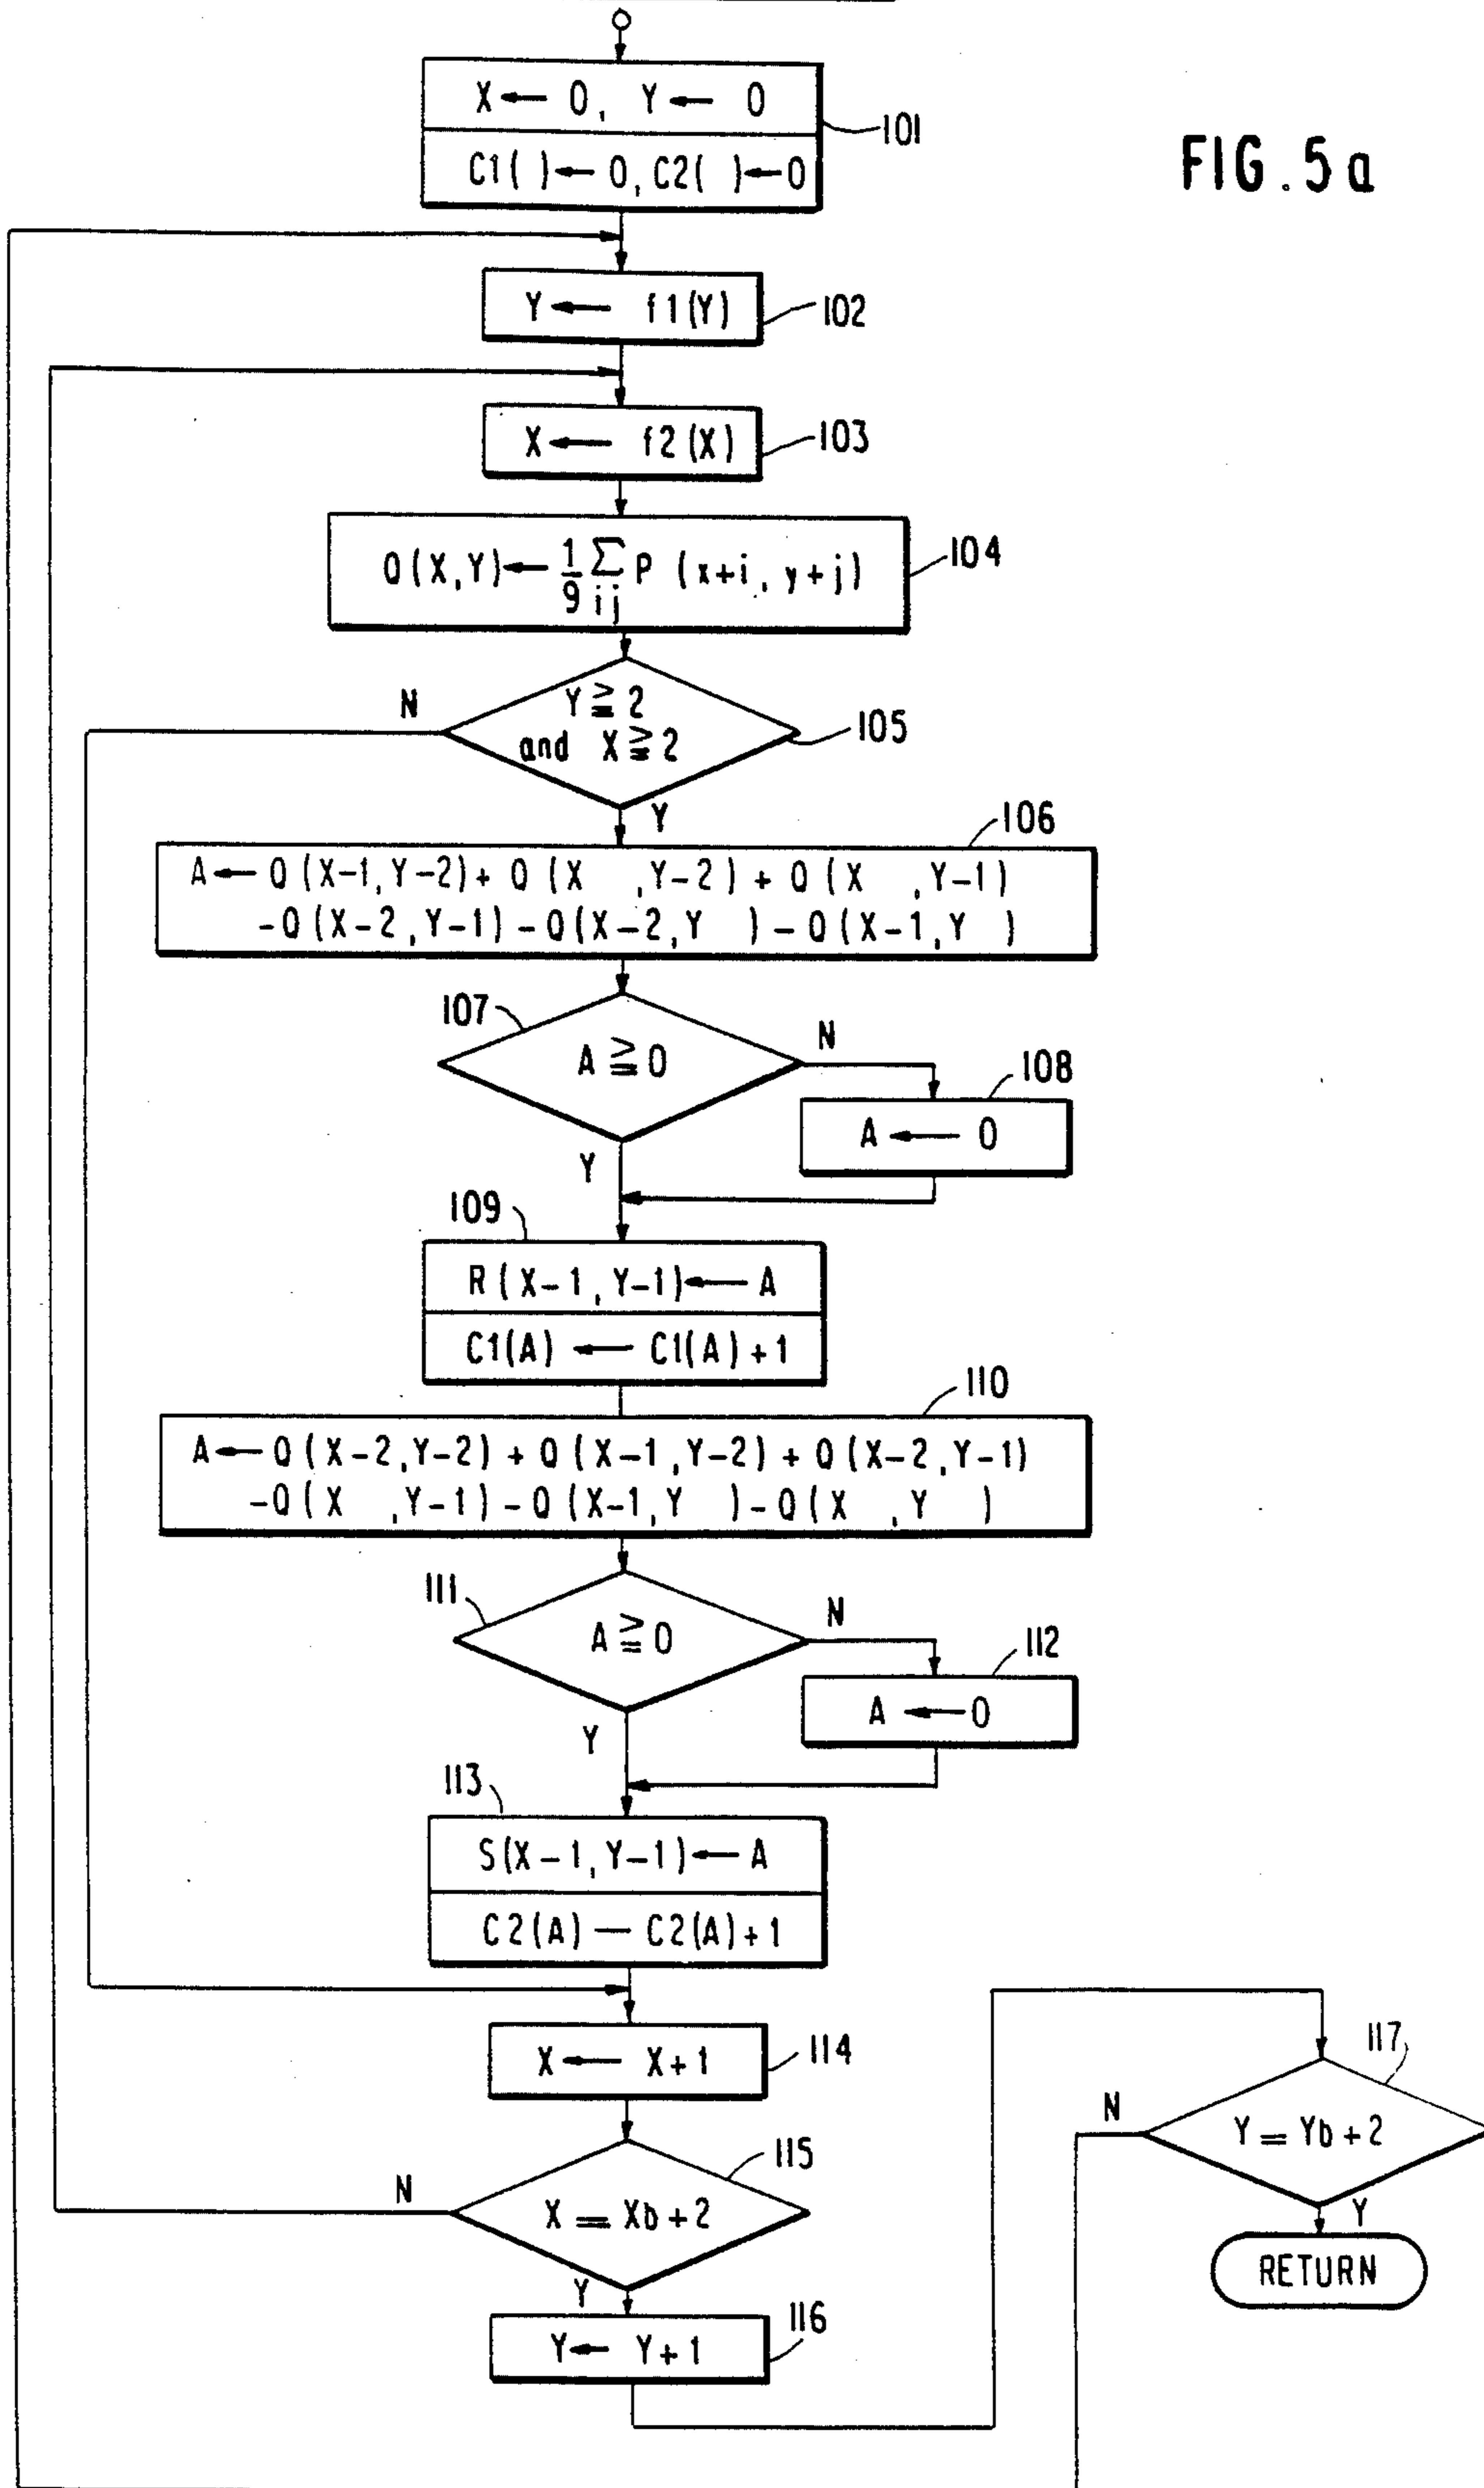 FIG. 5a
X ← 0, Y ← 0
C1( ) ← 0, C2( ) ← 0
101
Y ← f1(Y)
102
X ← f2(X)
103
Q(X,Y) ← 1/9 Σ ij P (x+i, y+j)
104
N
Y ≧ 2
and X ≧ 2
105
Y
106
A ← Q(X-1,Y-2) + Q(X ,Y-2) + Q(X ,Y-1)
-Q(X-2,Y-1) - Q(X-2,Y ) - Q(X-1,Y )
107
A ≧ 0
N
108
A ← 0
Y
109
R(X-1,Y-1) ← A
C1(A) ← C1(A)+1
110
A ← Q(X-2,Y-2) + Q(X-1,Y-2) + Q(X-2,Y-1)
-Q(X ,Y-1) - Q(X-1,Y ) - Q(X ,Y )
111
A ≧ 0
N
112
A ← 0
Y
113
S(X-1,Y-1) ← A
C2(A) — C2(A)+1
X ← X+1
114
N
115
X = Xb+2
Y
Y ← Y+1
116
117
N
Y = Yb+2
Y
RETURN